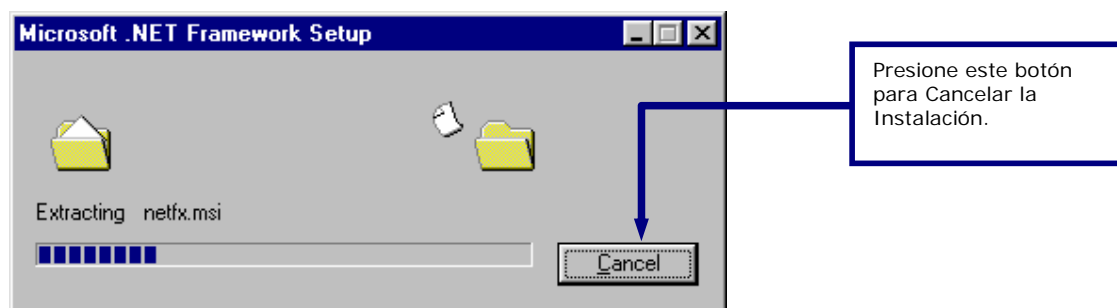 Microsoft .NET Framework Setup
Presione este botón
para Cancelar la
Instalación.
Extracting netfx.msi
Cancel